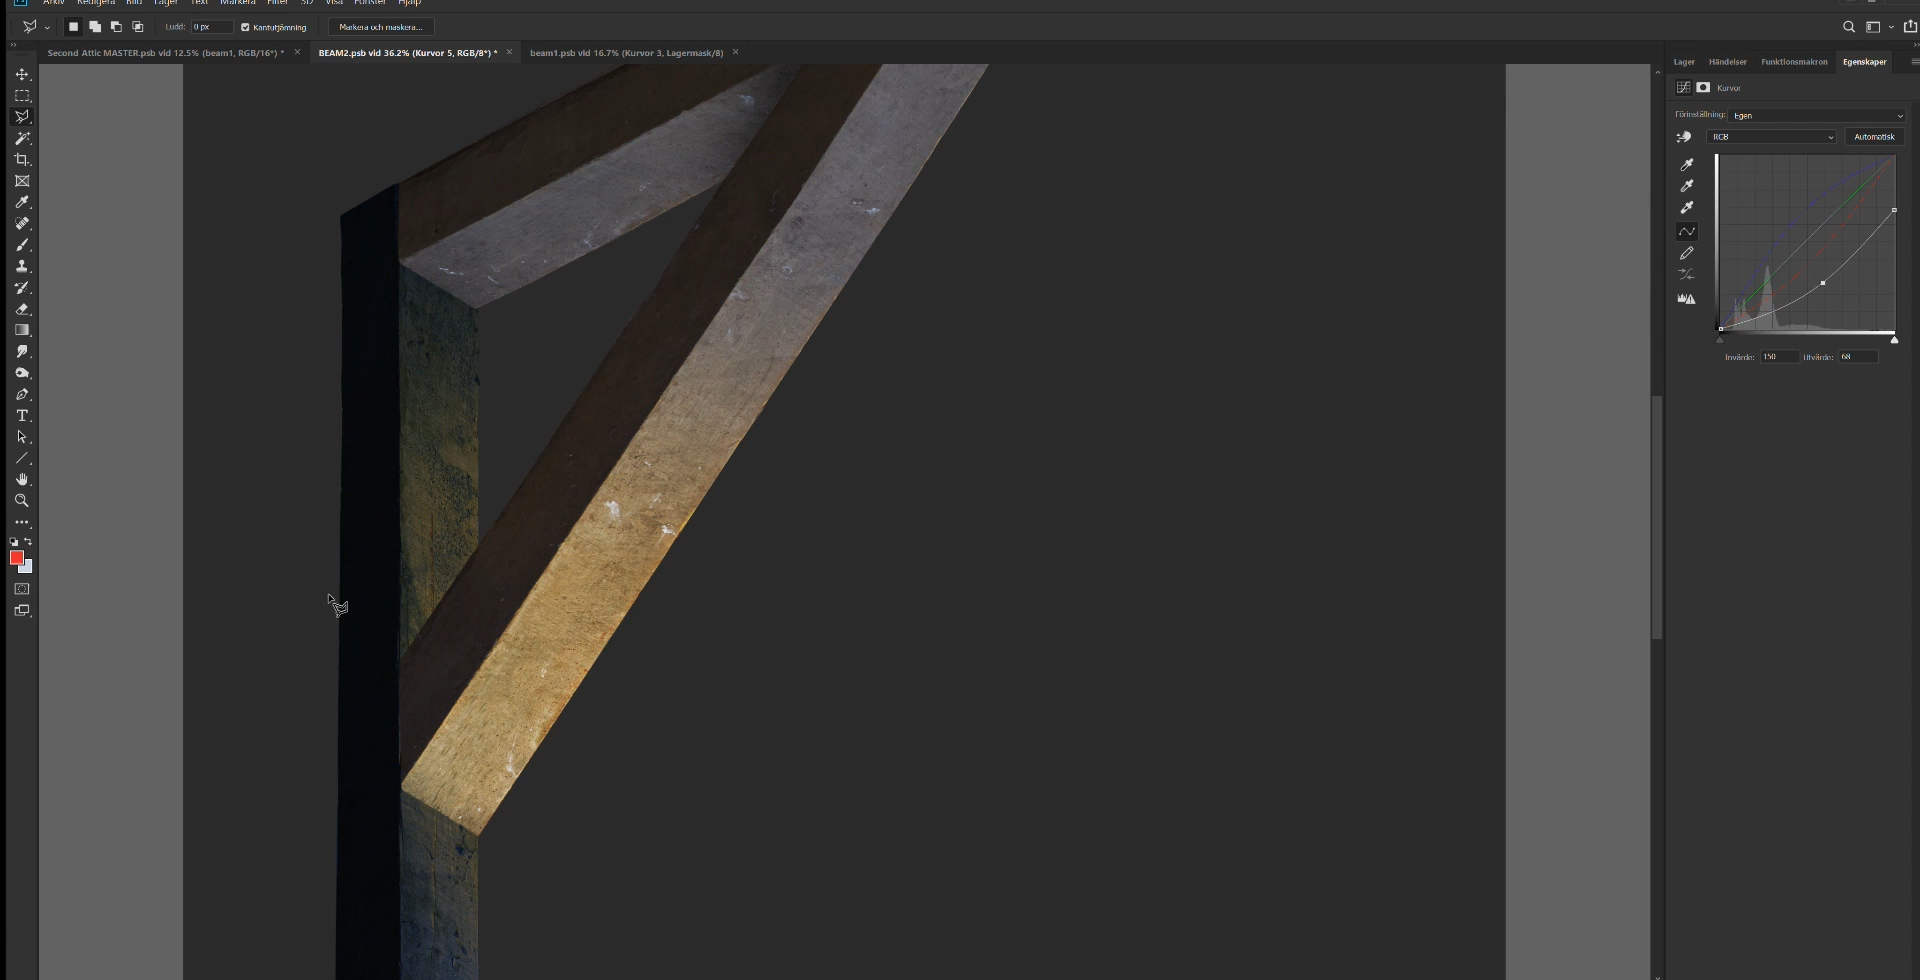 Arkiv Redigera Bild Lager Text Markera Filter 3D Visa Fönster Hjälp
Ludd: 0 px Kantutjämning Markera och maskera...
Second Attic MASTER.psb vid 12.5% (beam1, RGB/16*) * BEAM2.psb vid 36.2% (Kurvor 5, RGB/8*) * beam1.psb vid 16.7% (Kurvor 3, Lagermask/8)
Lager Händelser Funktionsmakron Egenskaper
Kurvor
Förinställning: Egen
RGB Automatisk
Invärde: 150 Utvärde: 68